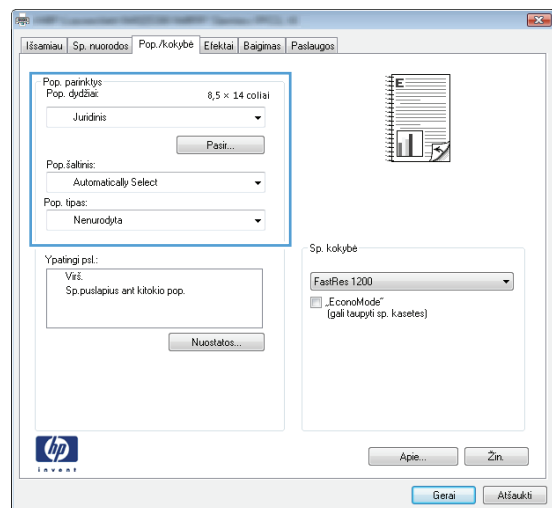 Išsamiau Sp. nuorodos Pop./kokybė Efektai Baigimas Paslaugos
Pop. parinktys
Pop. dydžiai: 8,5 × 14 coliai
Juridinis
Pasir...
Pop.šaltinis:
Automatically Select
Pop. tipas:
Nenurodyta
E
Ypatingi psl.:
Virš.
Sp.puslapius ant kitokio pop.
Nuostatos...
Sp. kokybė
FastRes 1200
„EconoMode“
(gali taupyti sp. kasetes)
hp
invent
Apie... Žin.
Gerai Atšaukti